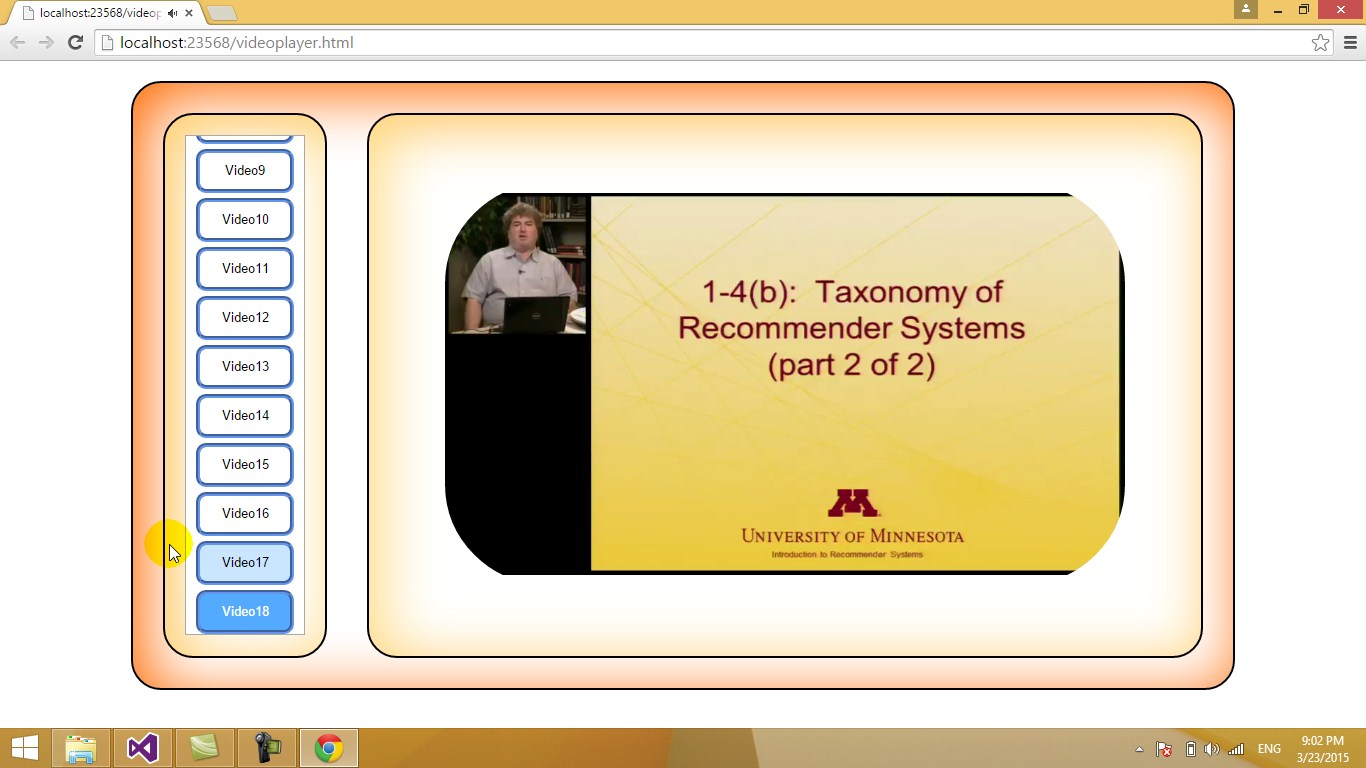 localhost:23568/videop
localhost:23568/videoplayer.html
Video9
Video10
Video11
Video12
Video13
Video14
Video15
Video16
Video17
Video18
1-4(b): Taxonomy of
Recommender Systems
(part 2 of 2)
M
UNIVERSITY OF MINNESOTA
Introduction to Recommender Systems
ENG
9:02 PM
3/23/2015